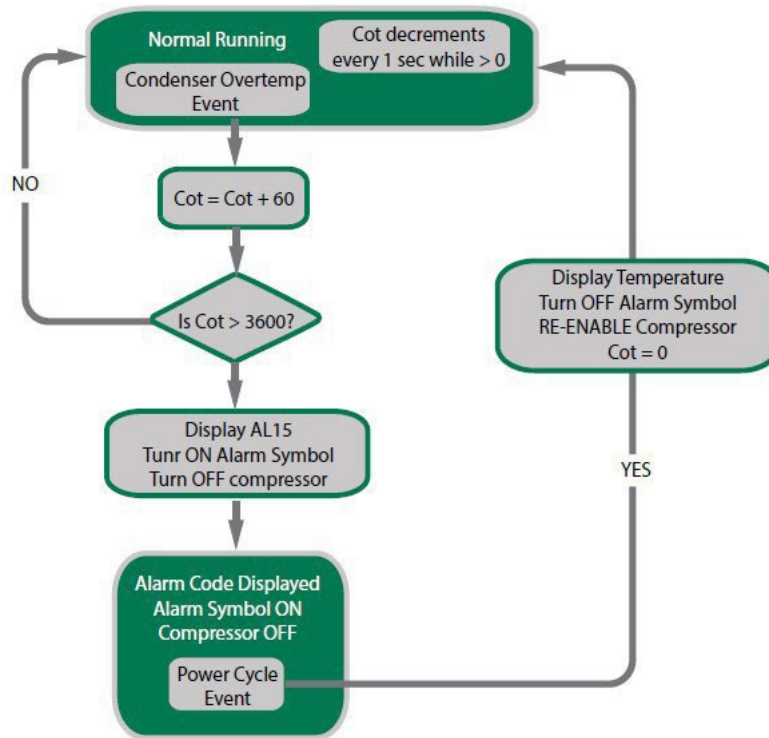 Normal Running
Cot decrements
every 1 sec while > 0
Condenser Overtemp
Event
NO
Cot = Cot + 60
Is Cot > 3600?
Display Temperature
Turn OFF Alarm Symbol
RE-ENABLE Compressor
Cot = 0
Display AL15
Tunr ON Alarm Symbol
Turn OFF compressor
YES
Alarm Code Displayed
Alarm Symbol ON
Compressor OFF
Power Cycle
Event